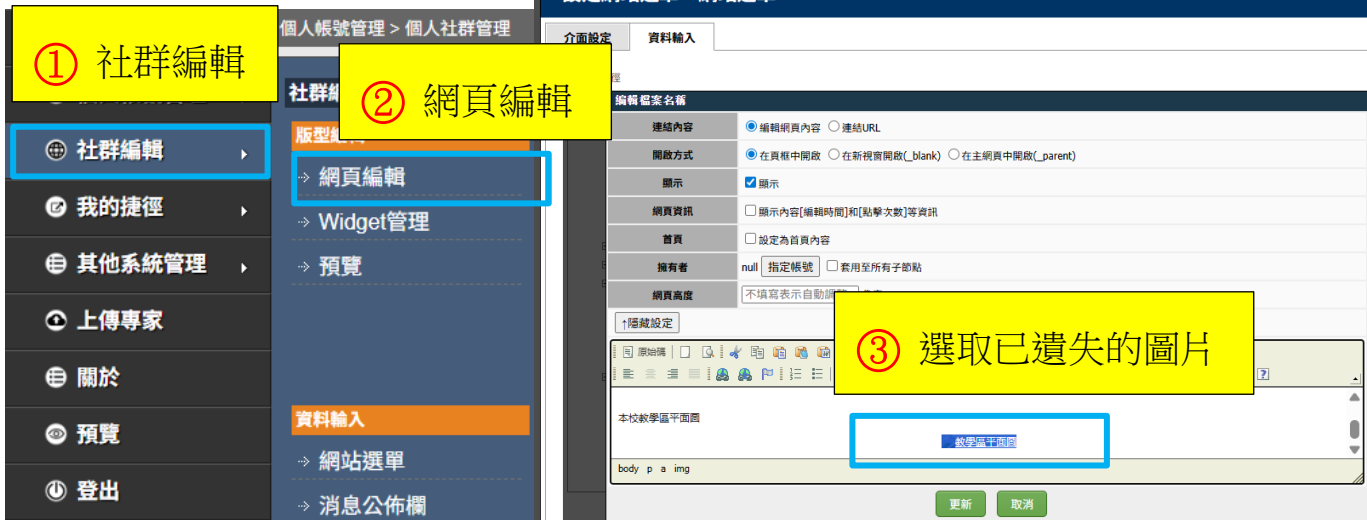 ① 社群編輯
社群編輯
我的捷徑
其他系統管理
上傳專家
關於
預覽
登出
個人帳號管理 > 個人社群管理
② 網頁編輯
社群編
版型
網頁編輯
Widget管理
預覽
資料輸入
網站選單
消息公佈欄
介面設定 資料輸入
徑
編輯檔案名稱
連結內容 編輯網頁內容 連結URL
開啟方式 在頁框中開啟 在新視窗開啟(_blank) 在主網頁中開啟(_parent)
顯示 顯示
網頁資訊 顯示內容[編輯時間]和[點擊次數]等資訊
首頁 設定為首頁內容
擁有者 null 指定帳號 套用至所有子節點
網頁高度 不填寫表示自動調
↑隱藏設定
③ 選取已遺失的圖片
原始碼
本校教學區平面圖
教學區平面圖
body p a img
更新 取消